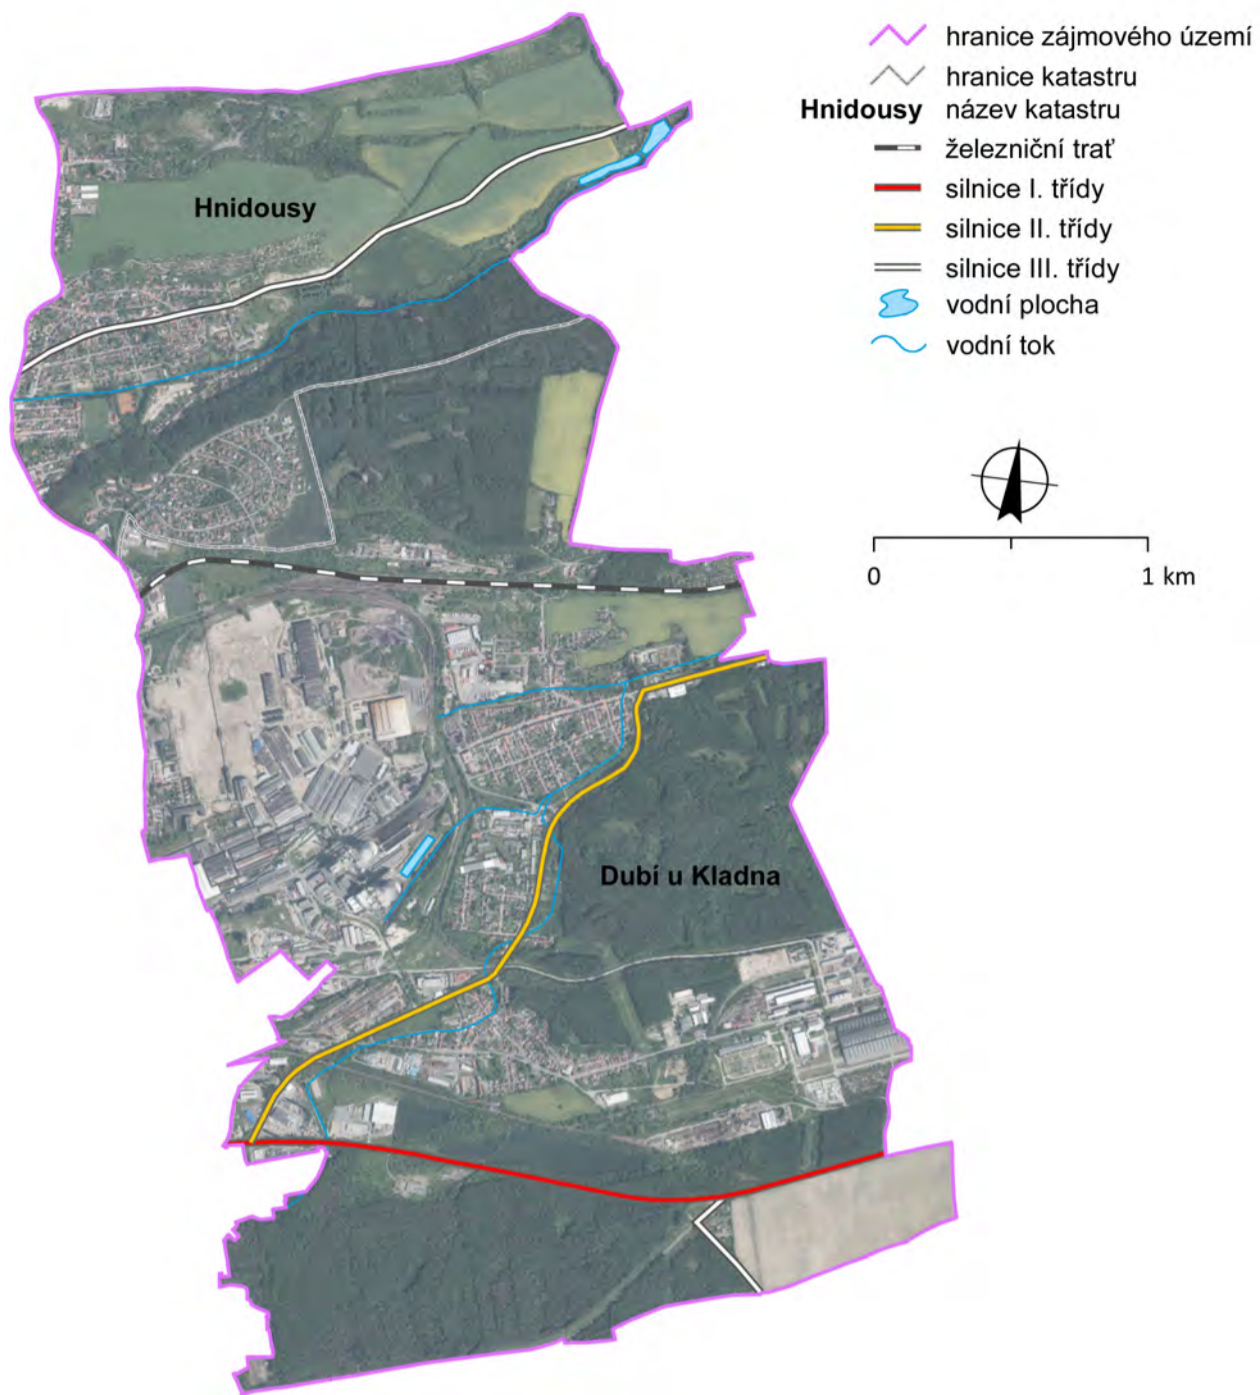 hranice zájmového území
hranice katastru
Hnidousy název katastru
železniční trať
silnice I. třídy
silnice II. třídy
silnice III. třídy
vodní plocha
vodní tok
Hnidousy
0 1 km
Dubí u Kladna